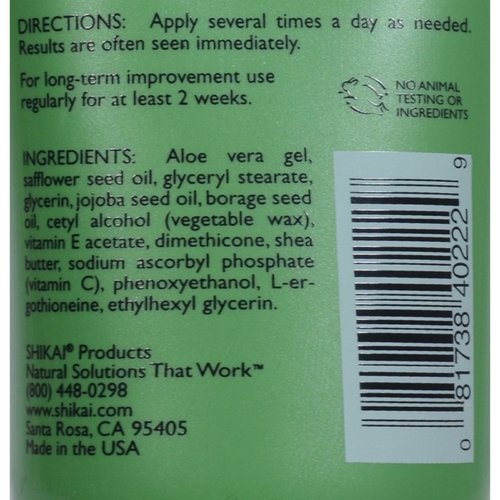 DIRECTIONS: Apply several times a day as needed.
Results are often seen immediately.
For long-term improvement use
regularly for at least 2 weeks.
NO ANIMAL
TESTING OR
INGREDIENTS
INGREDIENTS: Aloe vera gel,
safflower seed oil, glyceryl stearate,
glycerin, jojoba seed oil, borage seed
oil, cetyl alcohol (vegetable wax),
vitamin E acetate, dimethicone, shea
butter, sodium ascorbyl phosphate
(vitamin C), phenoxyethanol, L-er-
gothioneine, ethylhexyl glycerin.
SHIKAI® Products
Natural Solutions That Work™
(800) 448-0298
www.shikai.com
Santa Rosa, CA 95405
Made in the USA
0 81738 40222 9